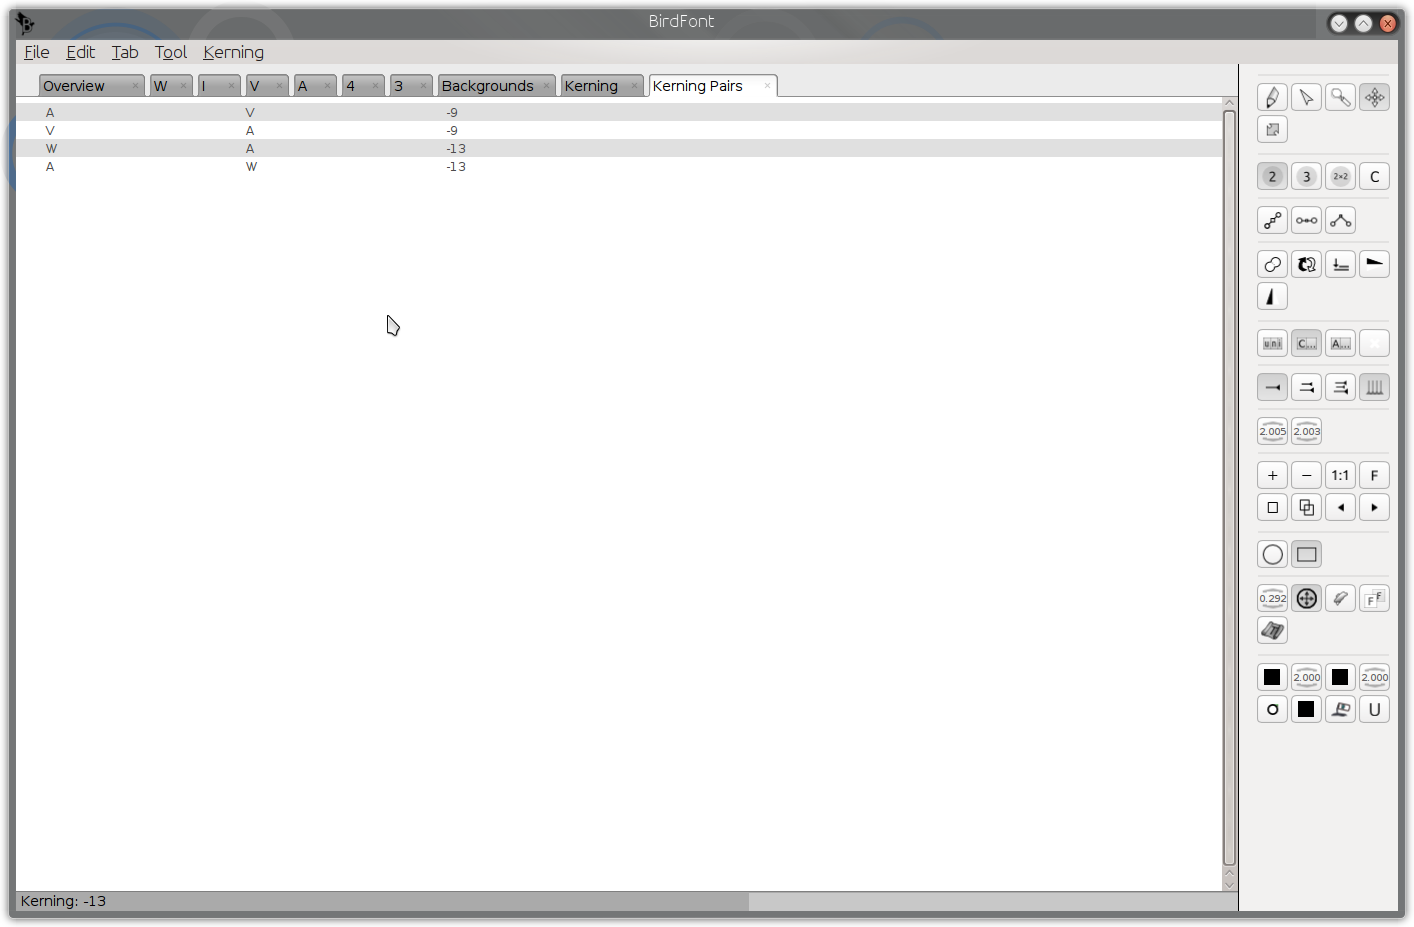 BirdFont
File Edit Tab Tool Kerning
Overview W I V A 4 3 Backgrounds Kerning Kerning Pairs
A V -9
V A -9
W A -13
A W -13
2 3 2×2 C
uni C... A...
2.005 2.003
+ − 1:1 F
0.292 F F
2.000 2.000
U
Kerning: -13